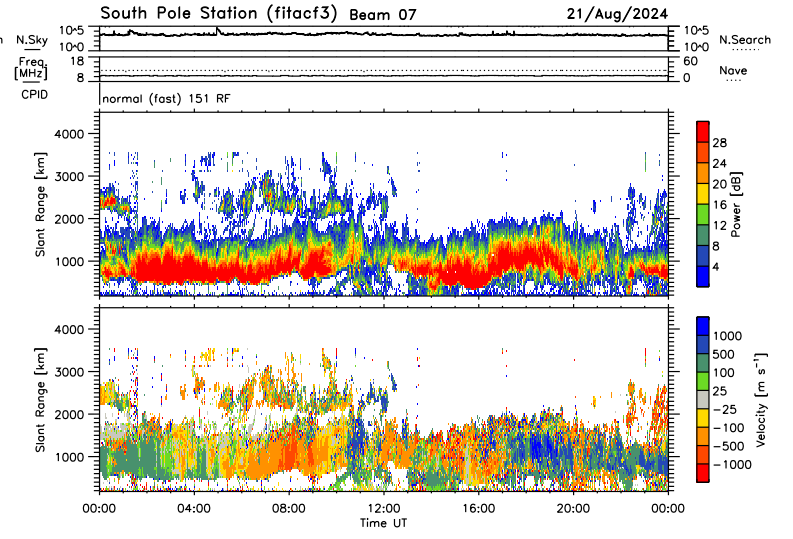 South Pole Station (fitacf3) Beam 07 21/Aug/2024
n N.Sky 10^5 10^0 10^5 10^0 N.Search
Freq. [MHz] 18 8 60 0 Nave
CPID normal (fast) 151 RF
Slant Range [km] 4000 3000 2000 1000
Power [dB] 28 24 20 16 12 8 4
Slant Range [km] 4000 3000 2000 1000
Velocity [m s^-1] 1000 500 100 25 -25 -100 -500 -1000
00:00 04:00 08:00 12:00 16:00 20:00 00:00
Time UT